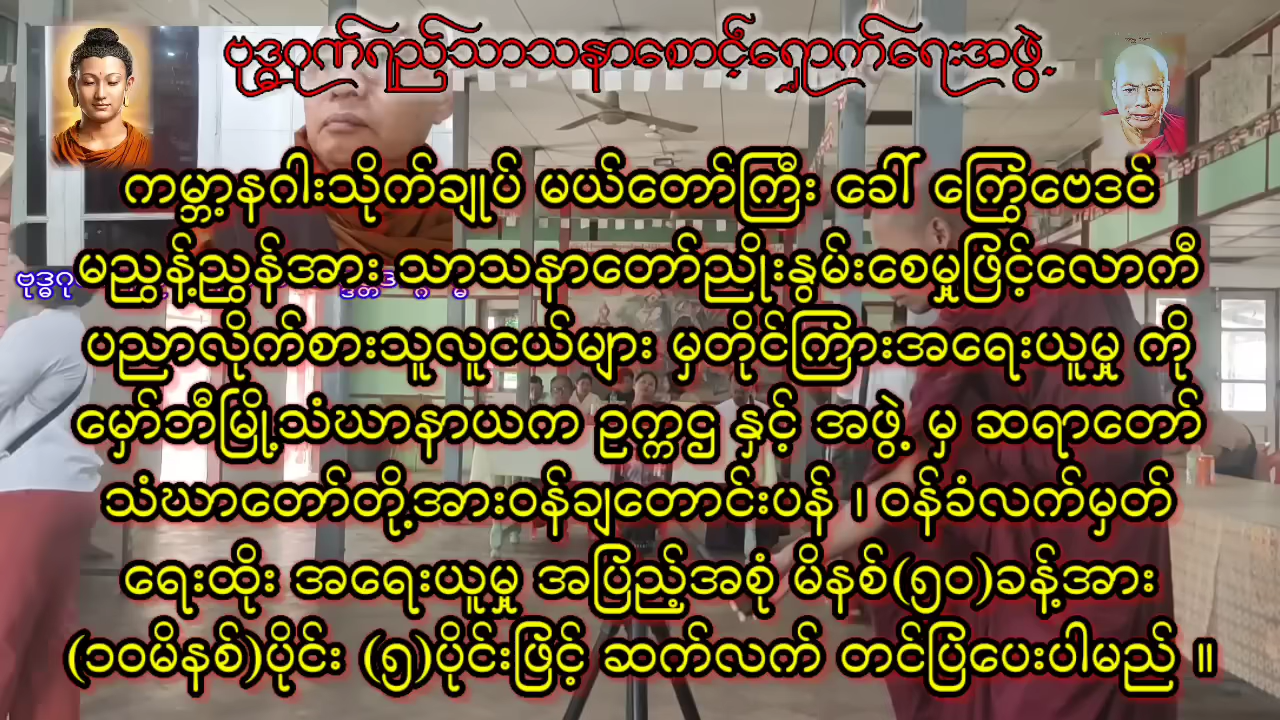 ဗုဒ္ဓဂုဏ်ရည်သာသနာစောင့်ရှောက်ရေးအဖွဲ့
ကမ္ဘာ့နဂါးသိုက်ချုပ် မယ်တော်ကြီး ခေါ် ကြွေဗေဒင်
မညွန့်ညွန်အား သာသနာတော်ညှိုးနွမ်းစေမှုဖြင့်လောကီ
ပညာလိုက်စားသူလူငယ်များ မှတိုင်ကြားအရေးယူမှု ကို
မှော်ဘီမြို့သံဃာနာယက ဥက္ကဌ နှင့် အဖွဲ့ မှ ဆရာတော်
သံဃာတော်တို့အားဝန်ချတောင်းပန် ၊ ဝန်ခံလက်မှတ်
ရေးထိုး အရေးယူမှု အပြည့်အစုံ မိနစ်(၅၀)ခန့်အား
(၁၀မိနစ်)ပိုင်း (၅)ပိုင်းဖြင့် ဆက်လက် တင်ပြပေးပါမည် ။